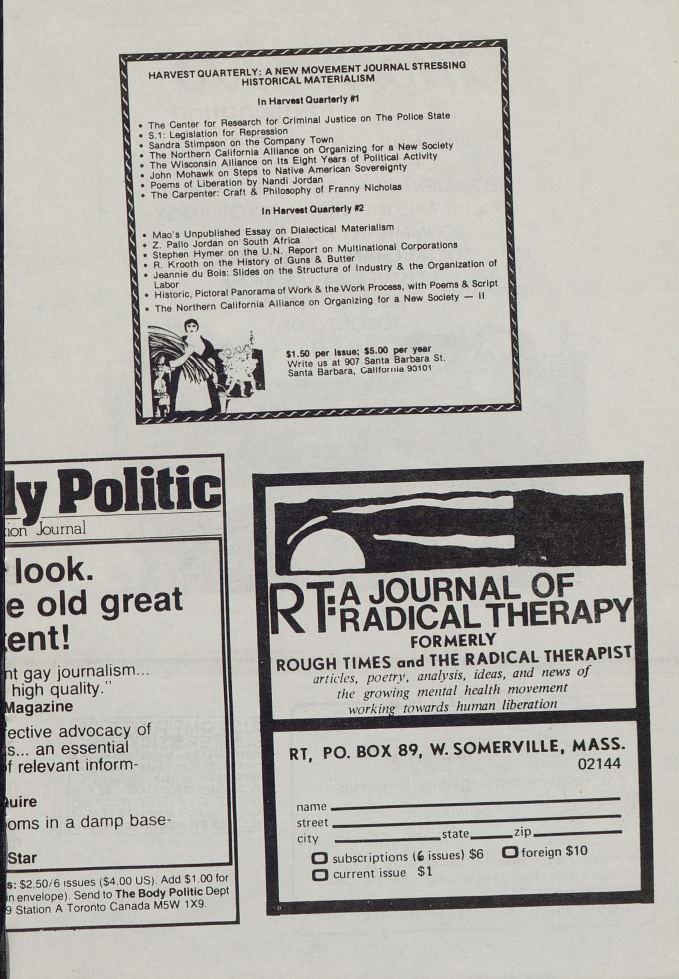 HARVEST QUARTERLY: A NEW MOVEMENT JOURNAL STRESSING
HISTORICAL MATERIALISM
In Harvest Quarterly #1
• The Center for Research for Criminal Justice on The Police State
• S.1: Legislation for Repression
• Sandra Stimpson on the Company Town
• The Northern California Alliance on Organizing for a New Society
• The Wisconsin Alliance on Its Eight Years of Political Activity
• John Mohawk on Steps to Native American Sovereignty
• Poems of Liberation by Nandi Jordan
• The Carpenter: Craft & Philosophy of Franny Nicholas
In Harvest Quarterly #2
• Mao's Unpublished Essay on Dialectical Materialism
• Z. Pallo Jordan on South Africa
• Stephen Hymer on the U.N. Report on Multinational Corporations
• R. Krooth on the History of Guns & Butter
• Jeannie du Bois: Slides on the Structure of Industry & the Organization of
Labor
• Historic, Pictoral Panorama of Work & the Work Process, with Poems & Script
• The Northern California Alliance on Organizing for a New Society — II
$1.50 per issue; $5.00 per year
Write us at 907 Santa Barbara St.
Santa Barbara, California 93101
ly Politic
ion Journal
look.
e old great
ent!
nt gay journalism...
high quality."
Magazine
ective advocacy of
s... an essential
f relevant inform-
uire
oms in a damp base-
Star
s: $2.50/6 issues ($4.00 US). Add $1.00 for
in envelope). Send to The Body Politic Dept
9 Station A Toronto Canada M5W 1X9.
RT: A JOURNAL OF
RADICAL THERAPY
FORMERLY
ROUGH TIMES and THE RADICAL THERAPIST
articles, poetry, analysis, ideas, and news of
the growing mental health movement
working towards human liberation
RT, PO. BOX 89, W. SOMERVILLE, MASS.
02144
name
street
city state zip
subscriptions (6 issues) $6 foreign $10
current issue $1